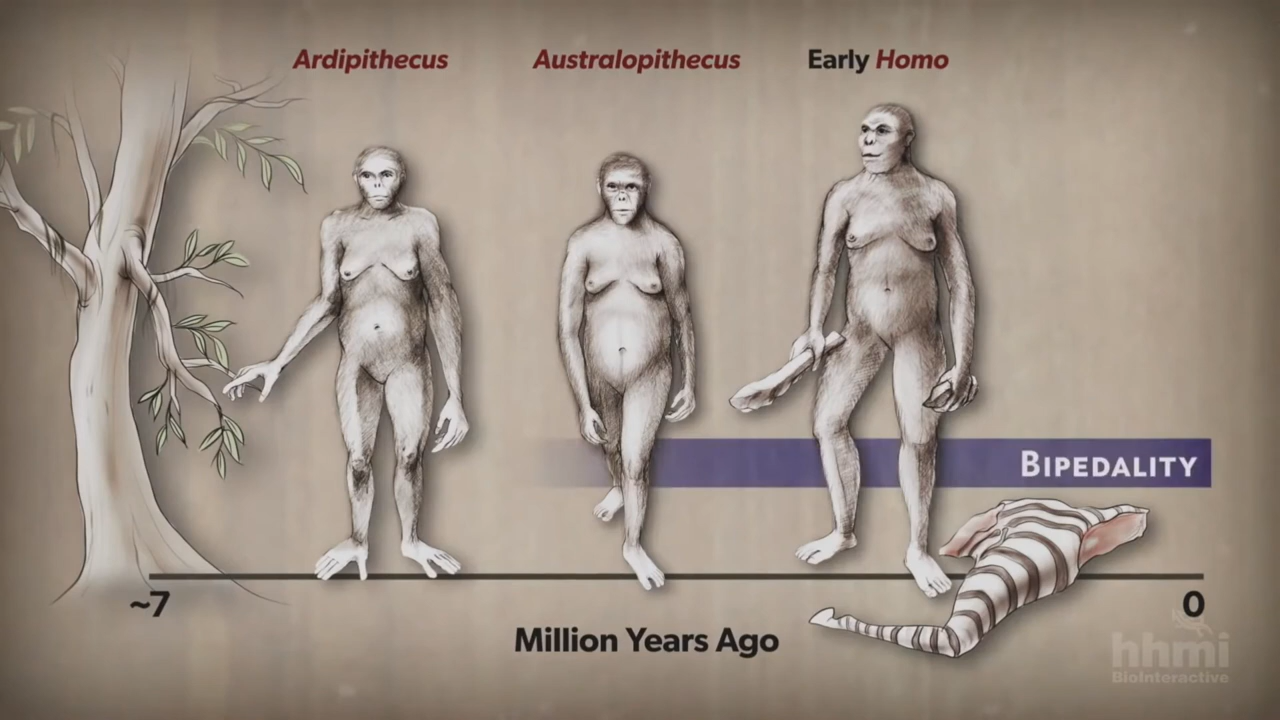 Ardipithecus
Australopithecus
Early Homo
BIPEDALITY
~7
0
Million Years Ago
hhmi
BioInteractive